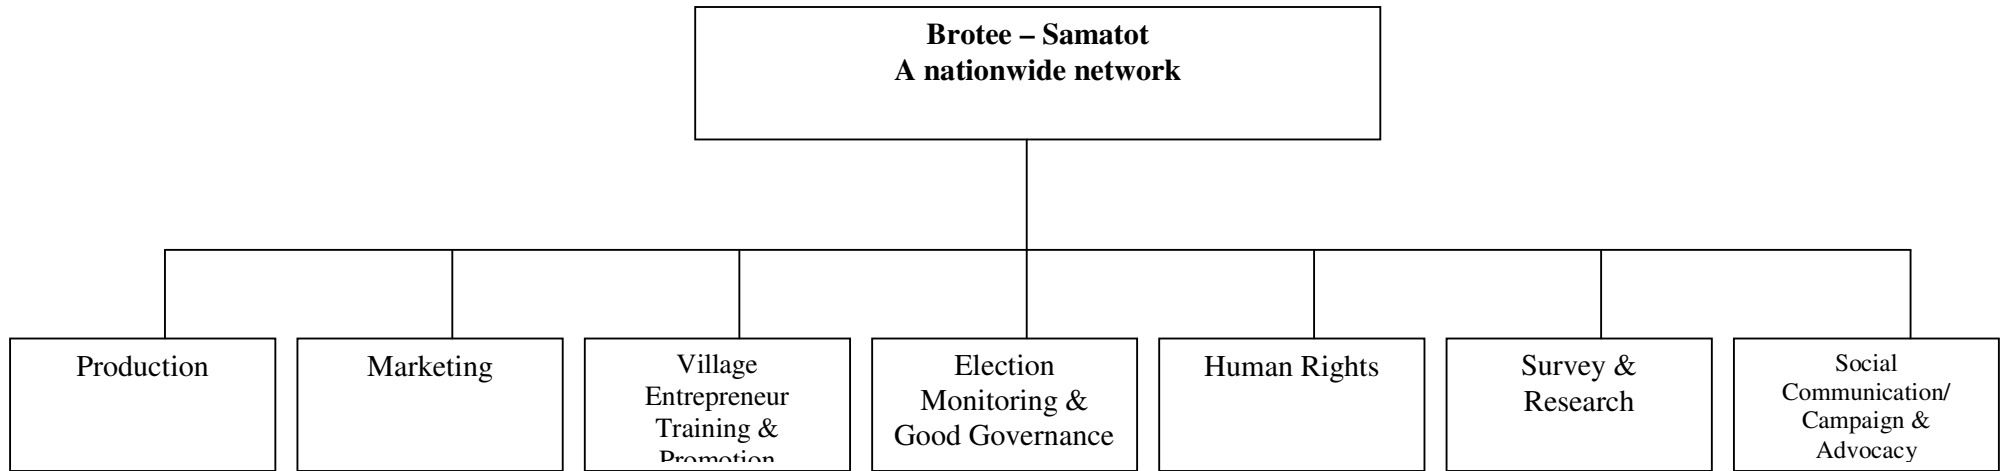 Brotee – Samatot
A nationwide network
Production
Marketing
Village
Entrepreneur
Training &
Promotion
Election
Monitoring &
Good Governance
Human Rights
Survey &
Research
Social
Communication/
Campaign &
Advocacy